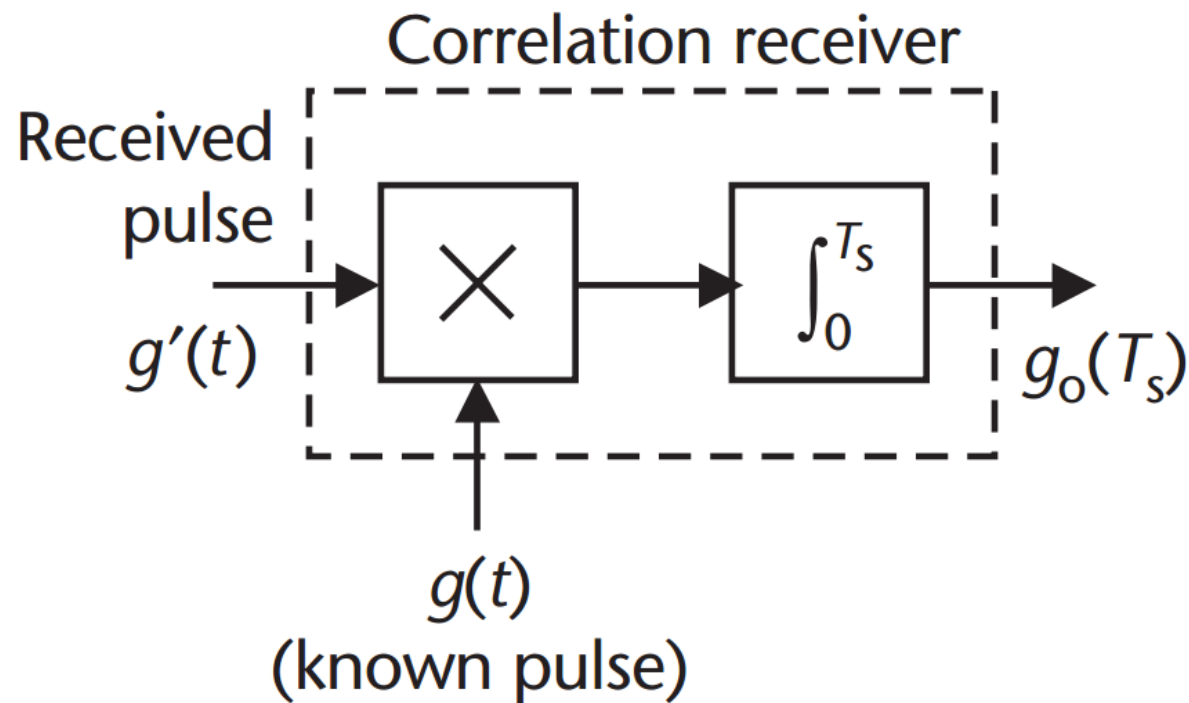 Correlation receiver
Received
pulse
g′(t)
×
∫₀ᵀˢ
gₒ(Tₛ)
g(t)
(known pulse)